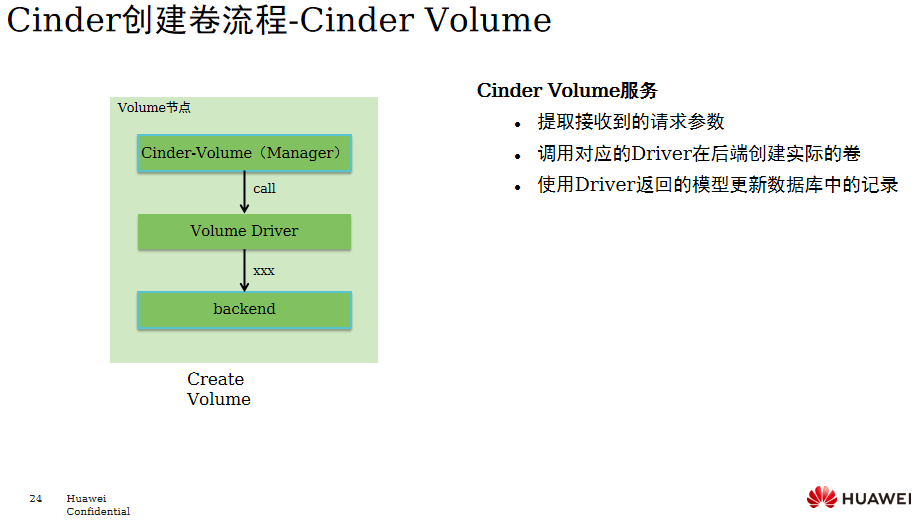 Cinder创建卷流程-Cinder Volume
Volume节点
Cinder-Volume（Manager）
call
Volume Driver
xxx
backend
Create
Volume
Cinder Volume服务
• 提取接收到的请求参数
• 调用对应的Driver在后端创建实际的卷
• 使用Driver返回的模型更新数据库中的记录
24
Huawei
Confidential
HUAWEI